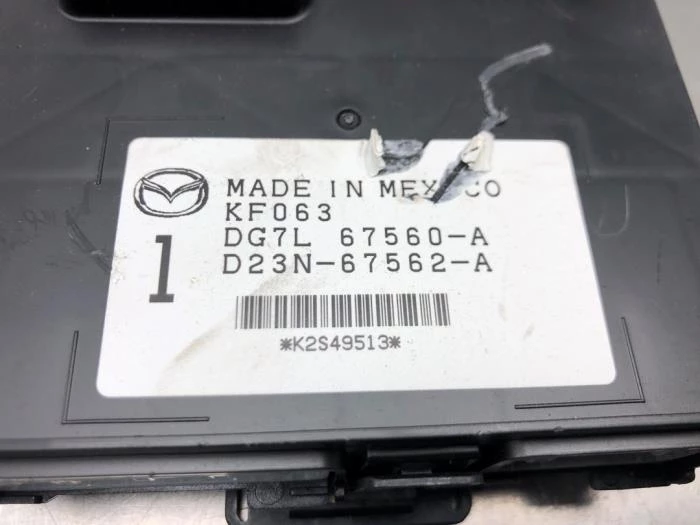 MADE IN MEXICO
KF063
1
DG7L 67560-A
D23N-67562-A
*K2S49513*